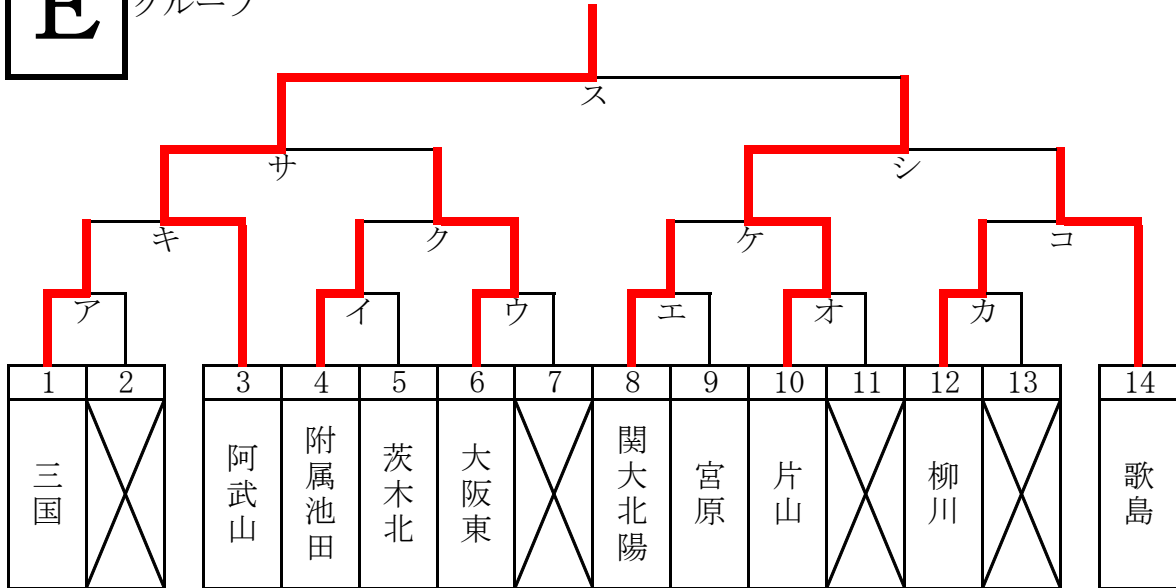 E
グループ
ス
サ
シ
キ
ク
ケ
コ
ア
イ
ウ
エ
オ
カ
1 2 3 4 5 6 7 8 9 10 11 12 13 14
三国
阿武山
附属池田
茨木北
大阪東
関大北陽
宮原
片山
柳川
歌島